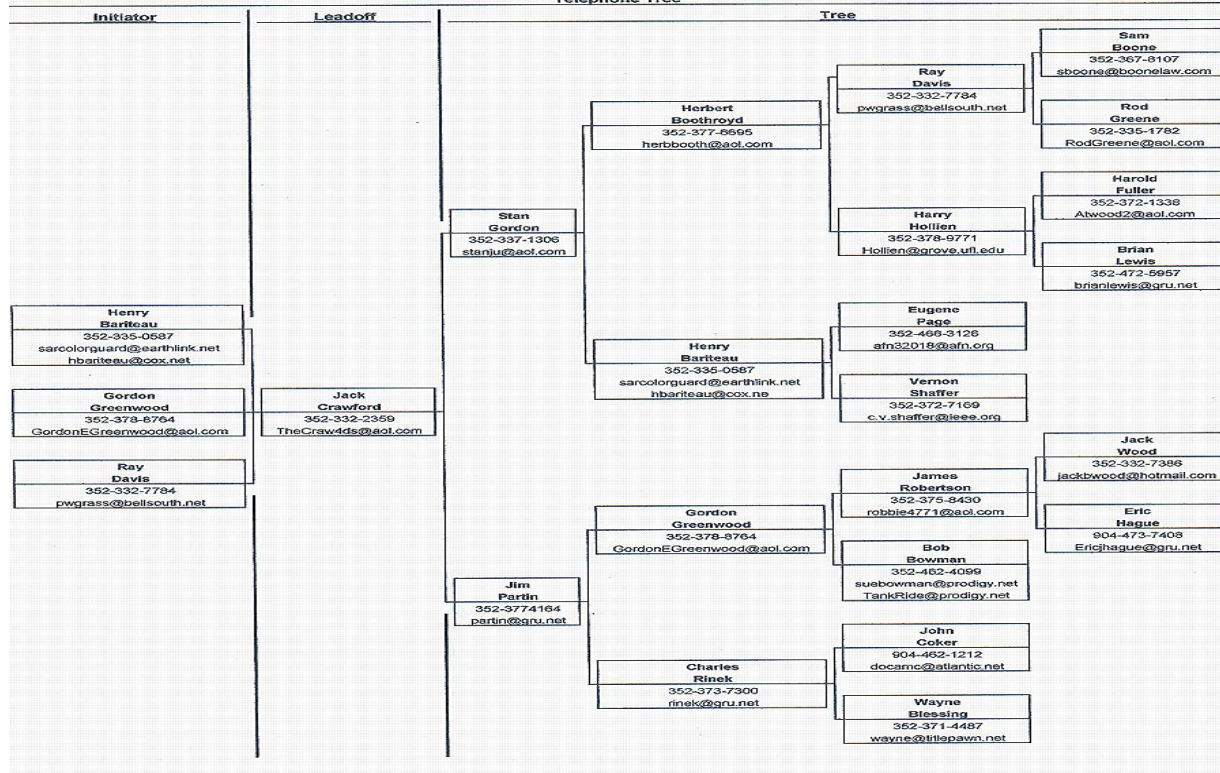 Telephone Tree
Initiator
Leadoff
Tree
Henry
Bariteau
352-335-0587
sarcolorguard@earthlink.net
hbariteau@cox.net
Gordon
Greenwood
352-378-8764
GordonEGreenwood@aol.com
Ray
Davis
352-332-7784
pwgrass@bellsouth.net
Jack
Crawford
352-332-2359
TheCraw4ds@aol.com
Stan
Gordon
352-337-1306
stanju@aol.com
Jim
Partin
352-3774164
partin@gru.net
Herbert
Boothroyd
352-377-6695
herbbooth@aol.com
Henry
Bariteau
352-335-0587
sarcolorguard@earthlink.net
hbariteau@cox.ne
Gordon
Greenwood
352-378-8764
GordonEGreenwood@aol.com
Charles
Rinek
352-373-7300
rinek@gru.net
Ray
Davis
352-332-7784
pwgrass@bellsouth.net
Harry
Hollien
352-378-9771
Hollien@grove.ufl.edu
Eugene
Page
352-466-3126
afn32018@afn.org
Vernon
Shaffer
352-372-7169
c.v.shaffer@ieee.org
James
Robertson
352-375-8430
robbie4771@aol.com
Bob
Bowman
352-462-4099
suebowman@prodigy.net
TankRide@prodigy.net
John
Coker
904-462-1212
docamc@atlantic.net
Wayne
Blessing
352-371-4487
wayne@titlepawn.net
Sam
Boone
352-367-8107
sboone@boonelaw.com
Rod
Greene
352-335-1782
RodGreene@aol.com
Harold
Fuller
352-372-1338
Atwood2@aol.com
Brian
Lewis
352-472-5957
brianlewis@gru.net
Jack
Wood
352-332-7386
jackbwood@hotmail.com
Eric
Hague
904-473-7408
Ericjhague@gru.net